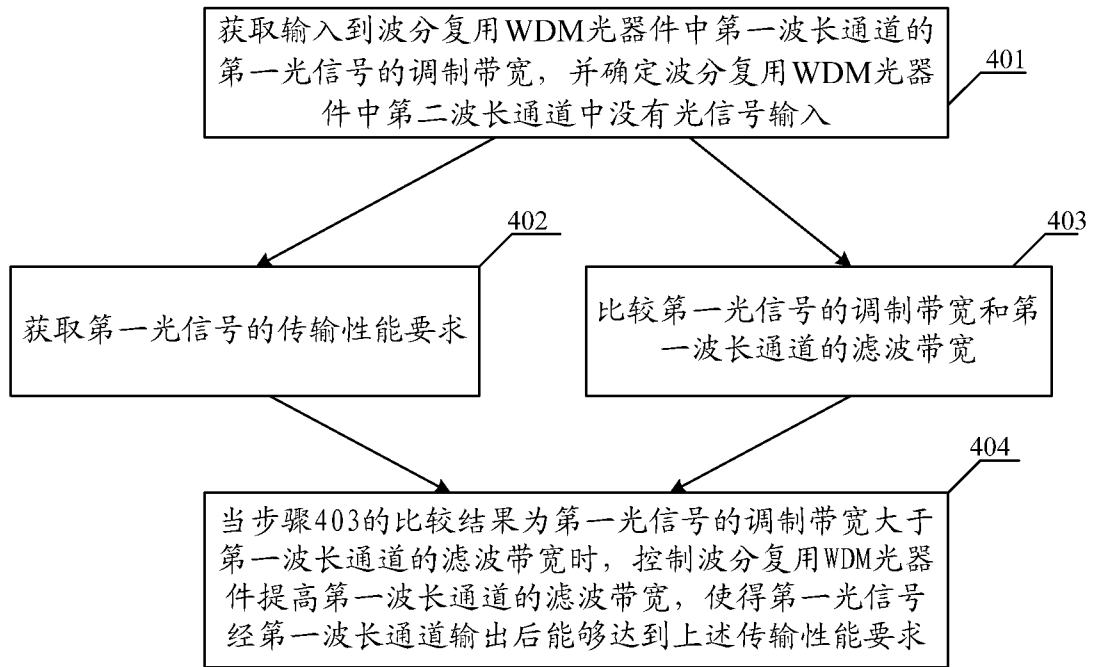 获取输入到波分复用WDM光器件中第一波长通道的
第一光信号的调制带宽，并确定波分复用WDM光器
件中第二波长通道中没有光信号输入
401
402
403
获取第一光信号的传输性能要求
比较第一光信号的调制带宽和第
一波长通道的滤波带宽
404
当步骤403的比较结果为第一光信号的调制带宽大于
第一波长通道的滤波带宽时，控制波分复用WDM光器
件提高第一波长通道的滤波带宽，使得第一光信号
经第一波长通道输出后能够达到上述传输性能要求